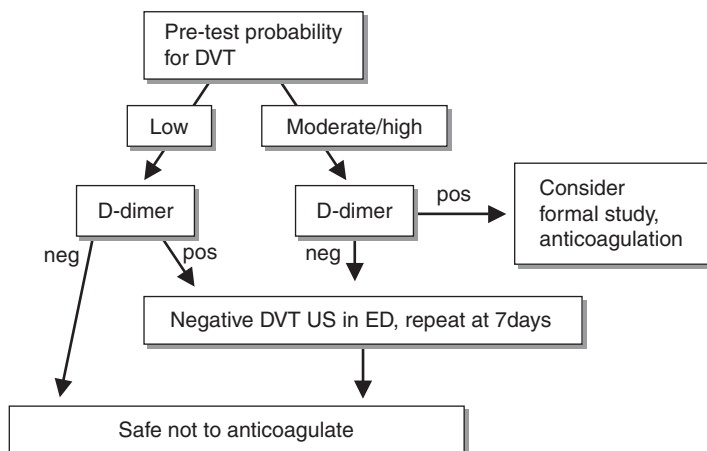 Pre-test probability
for DVT
Low
Moderate/high
D-dimer
D-dimer
pos
Consider
formal study,
anticoagulation
neg
pos
neg
Negative DVT US in ED, repeat at 7days
Safe not to anticoagulate